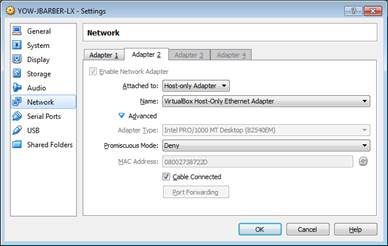 YOW-JBARBER-LX - Settings
General
System
Display
Storage
Audio
Network
Serial Ports
USB
Shared Folders
Network
Adapter 1 Adapter 2 Adapter 3 Adapter 4
Enable Network Adapter
Attached to: Host-only Adapter
Name: VirtualBox Host-Only Ethernet Adapter
Advanced
Adapter Type: Intel PRO/1000 MT Desktop (82540EM)
Promiscuous Mode: Deny
MAC Address: 08002738722D
Cable Connected
Port Forwarding
OK Cancel Help